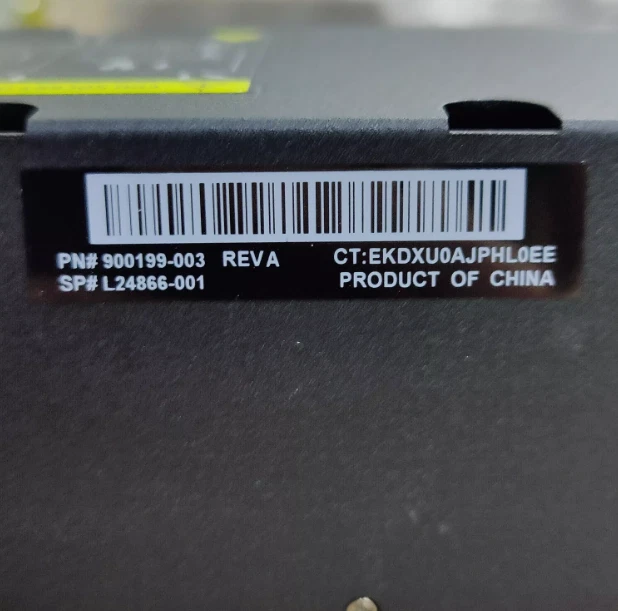 PN# 900199-003 REV A CT:EKDXU0AJPHL0EE
SP# L24866-001 PRODUCT OF CHINA